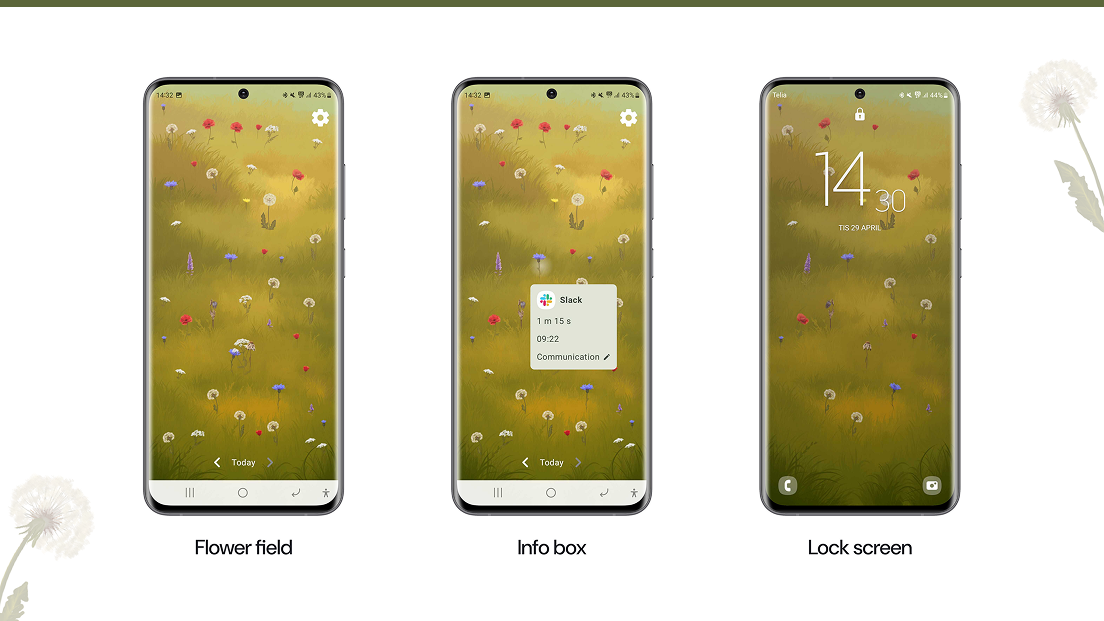 14:32 43%
Today
Flower field
14:32 43%
Slack
1 m 15 s
09:22
Communication
Today
Info box
Telia 44%
14
30
TIS 29 APRIL
Lock screen